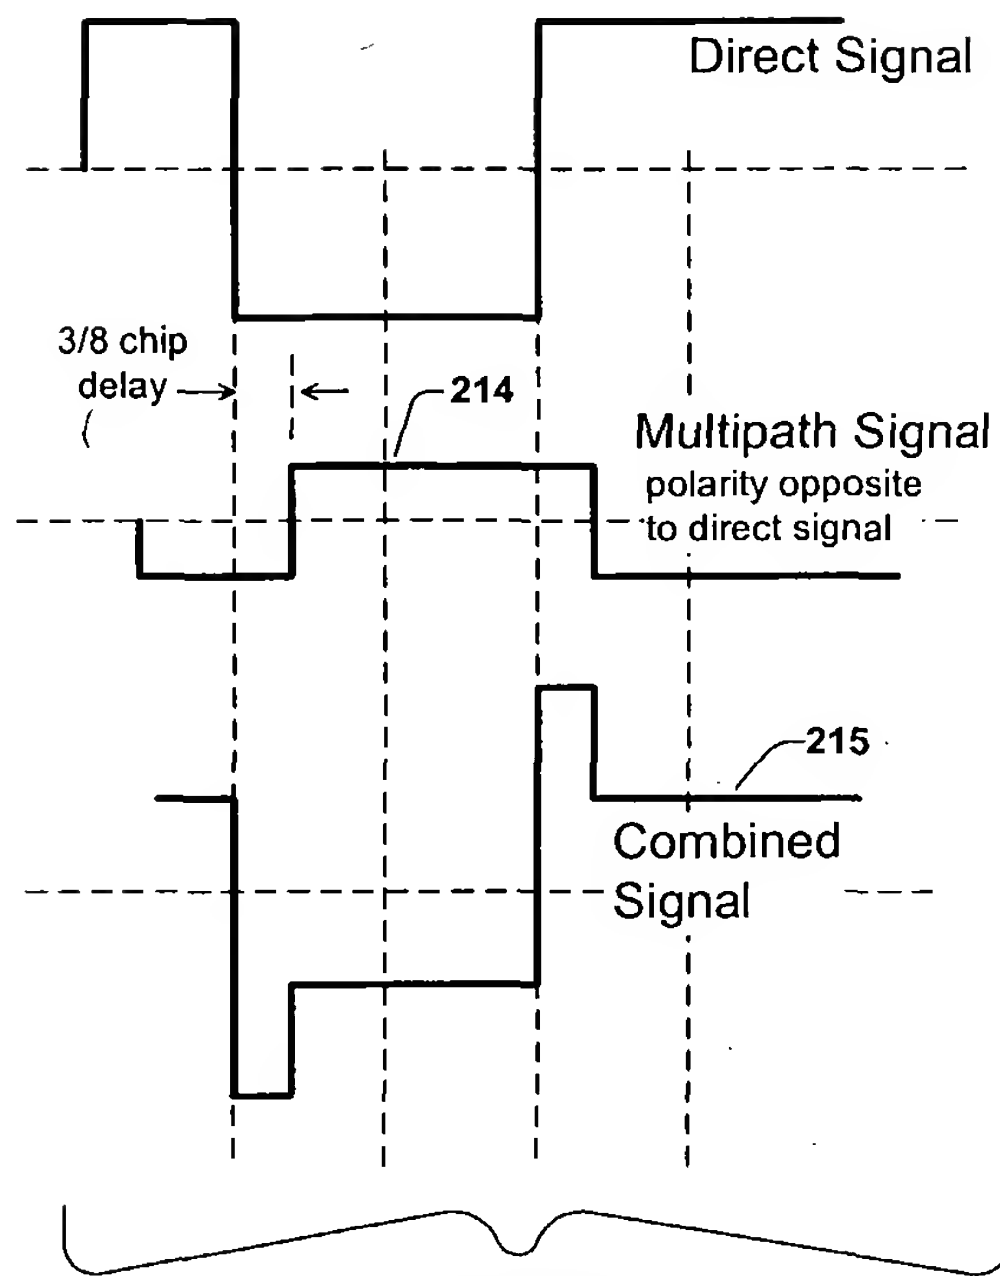 Direct Signal
3/8 chip
delay
214
Multipath Signal
polarity opposite
to direct signal
215
Combined
Signal